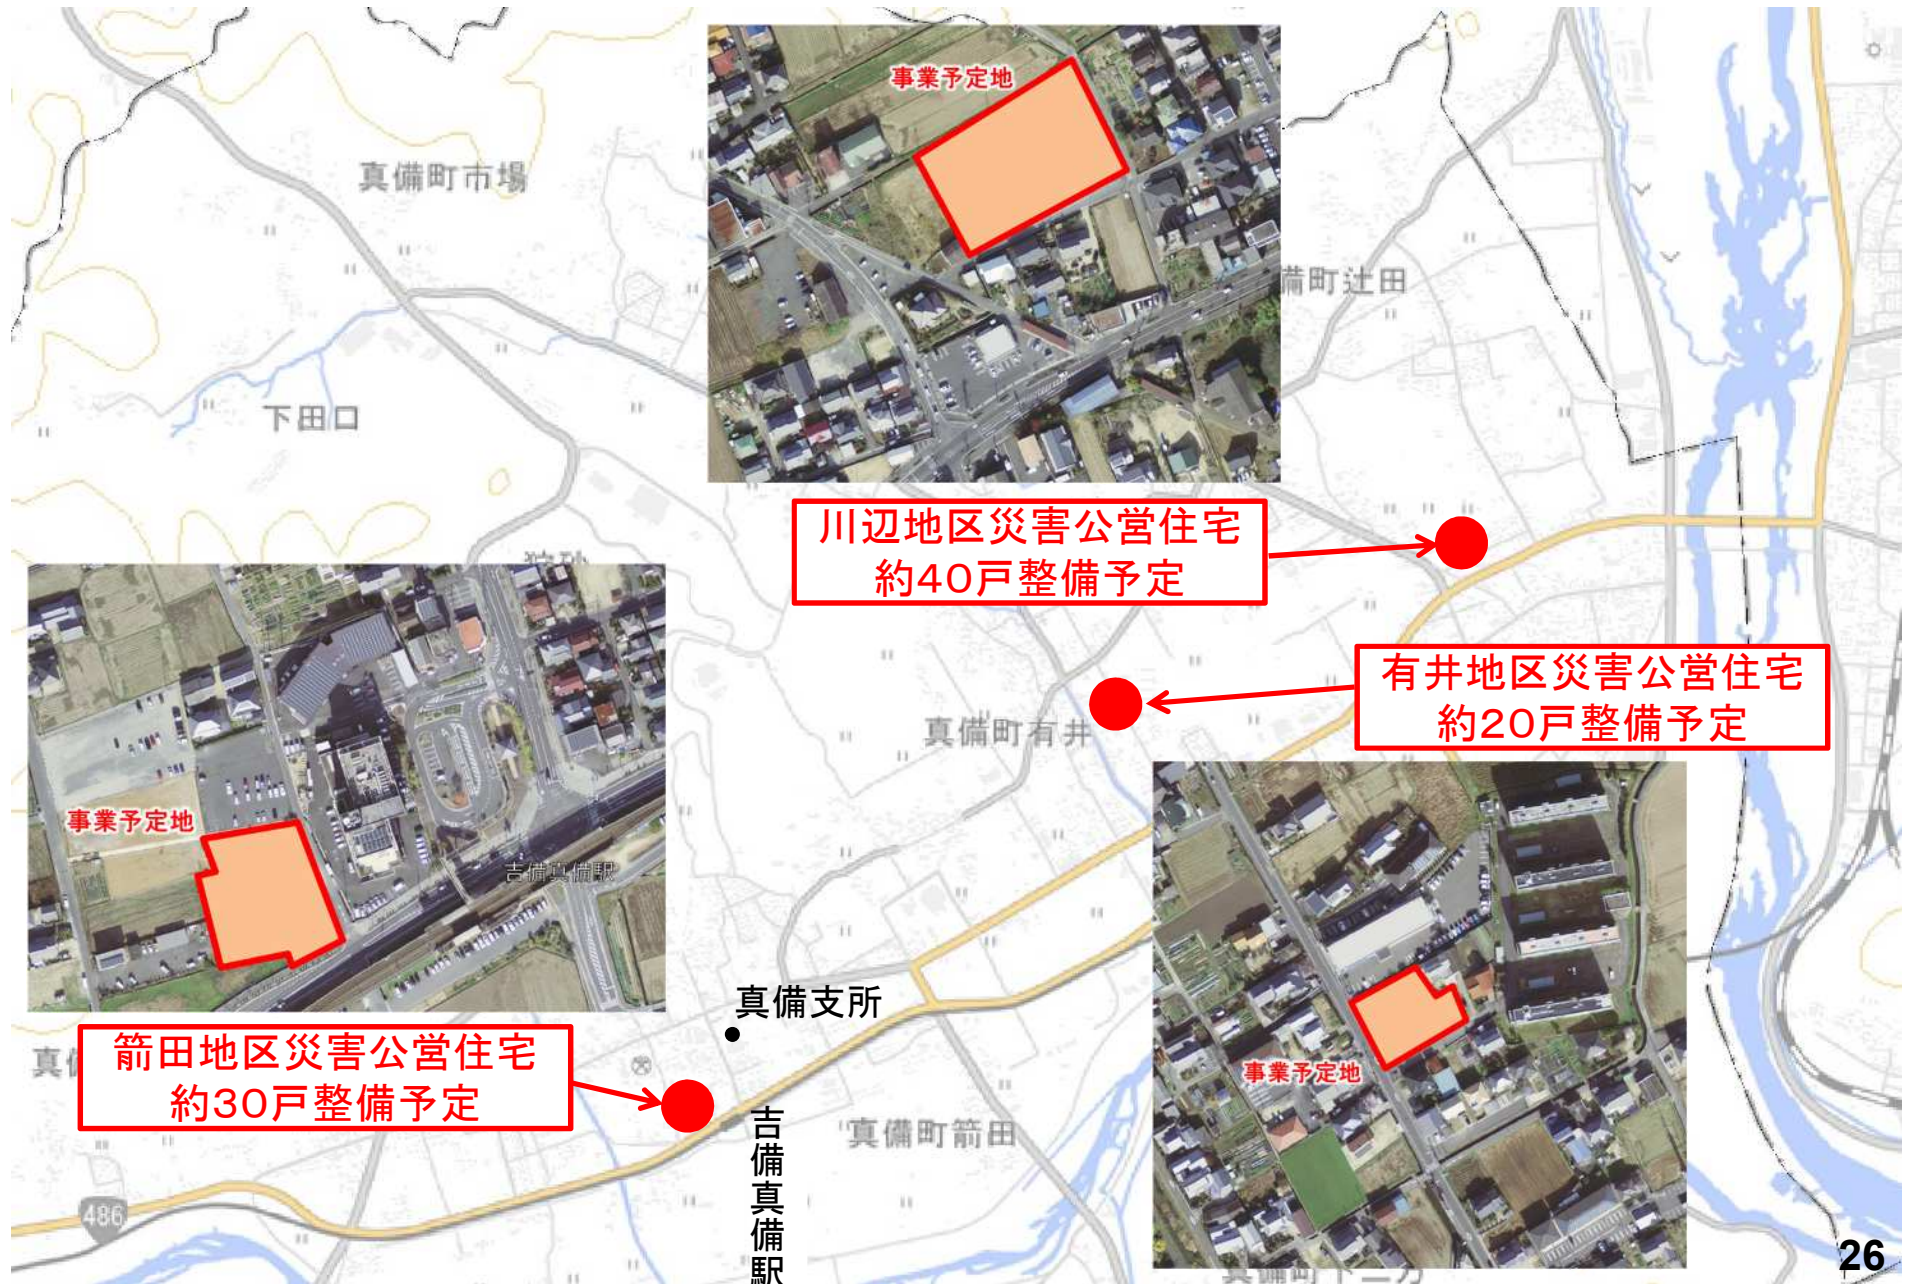 事業予定地
真備町市場
備町辻田
下田口
川辺地区災害公営住宅
約40戸整備予定
有井地区災害公営住宅
約20戸整備予定
真備町有井
事業予定地
吉備真備駅
真備支所
箭田地区災害公営住宅
約30戸整備予定
事業予定地
吉備真備駅
真備町箭田
486
26